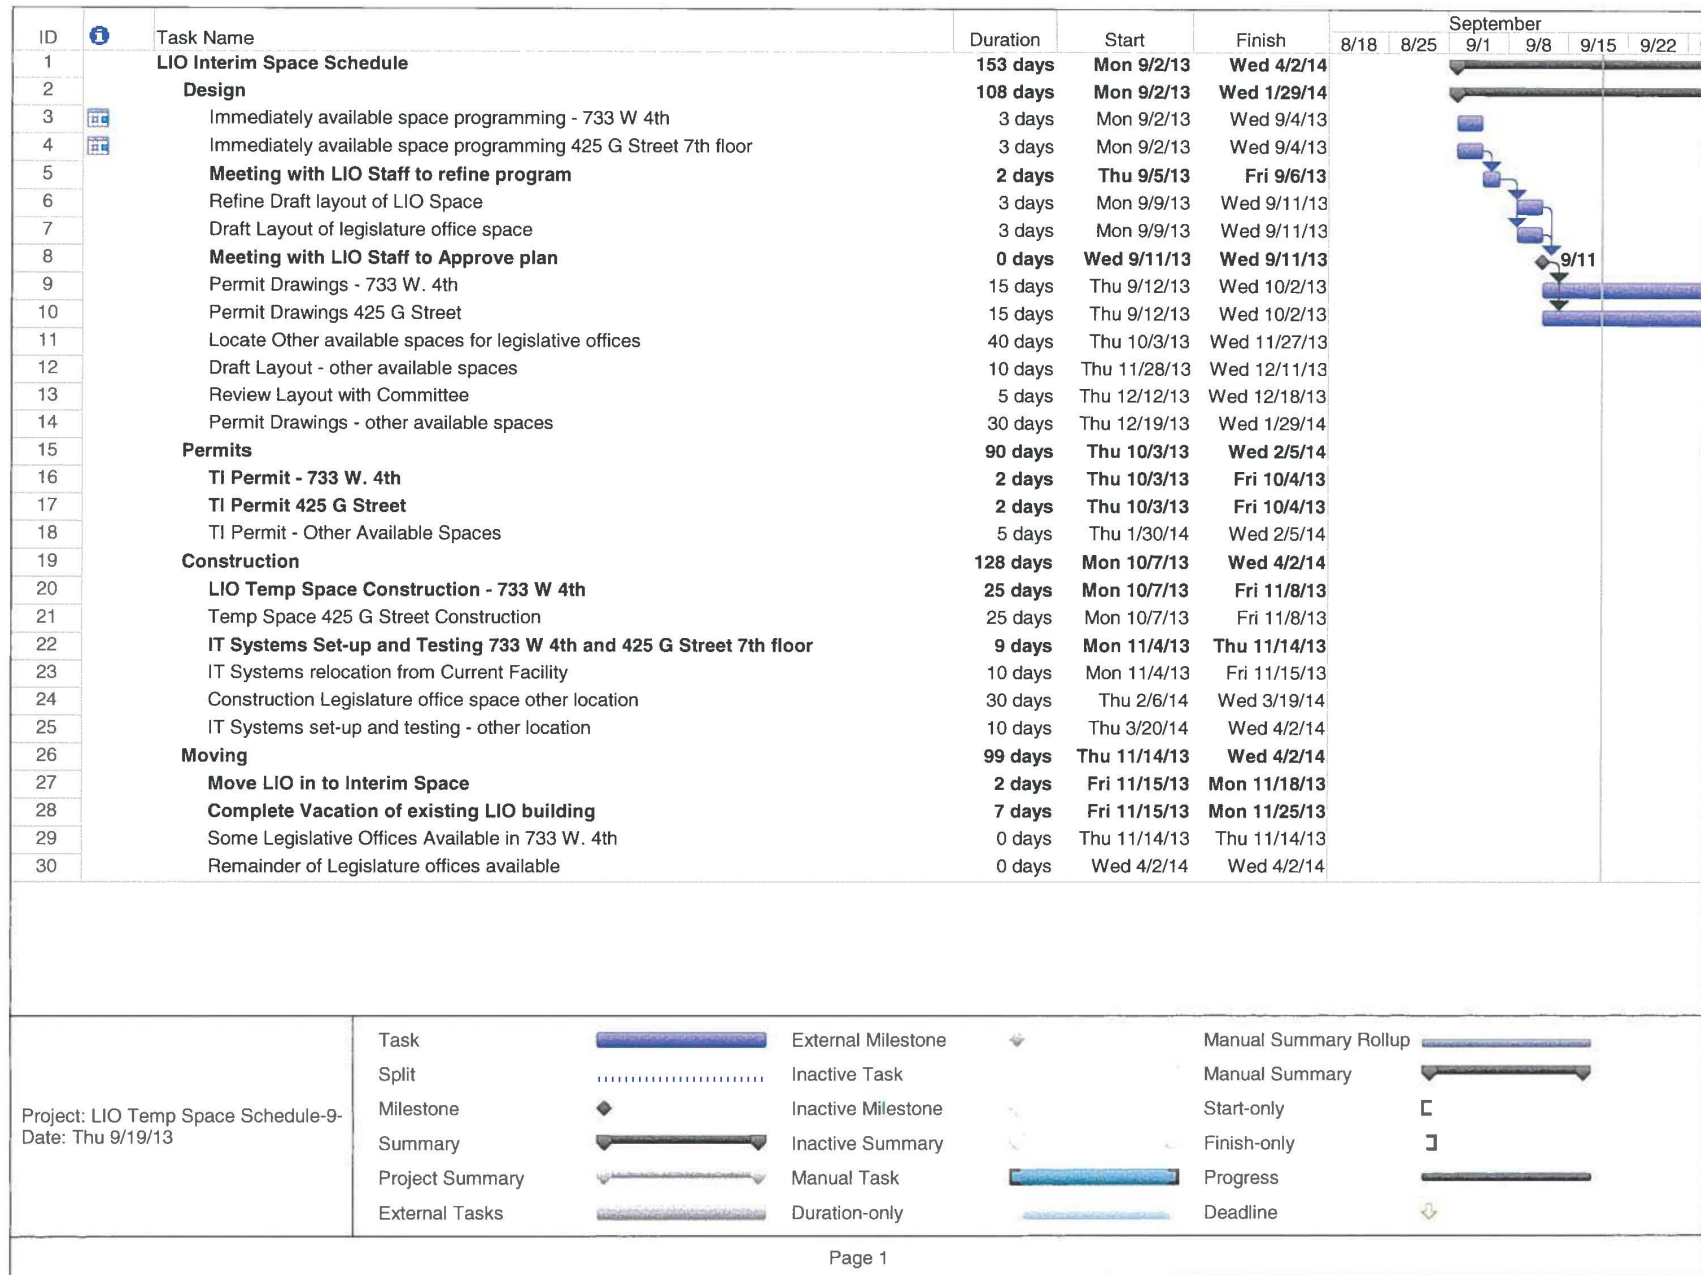 ID Task Name Duration Start Finish September
8/18 8/25 9/1 9/8 9/15 9/22
1 LIO Interim Space Schedule 153 days Mon 9/2/13 Wed 4/2/14
2 Design 108 days Mon 9/2/13 Wed 1/29/14
3 Immediately available space programming - 733 W 4th 3 days Mon 9/2/13 Wed 9/4/13
4 Immediately available space programming 425 G Street 7th floor 3 days Mon 9/2/13 Wed 9/4/13
5 Meeting with LIO Staff to refine program 2 days Thu 9/5/13 Fri 9/6/13
6 Refine Draft layout of LIO Space 3 days Mon 9/9/13 Wed 9/11/13
7 Draft Layout of legislature office space 3 days Mon 9/9/13 Wed 9/11/13
8 Meeting with LIO Staff to Approve plan 0 days Wed 9/11/13 Wed 9/11/13 9/11
9 Permit Drawings - 733 W. 4th 15 days Thu 9/12/13 Wed 10/2/13
10 Permit Drawings 425 G Street 15 days Thu 9/12/13 Wed 10/2/13
11 Locate Other available spaces for legislative offices 40 days Thu 10/3/13 Wed 11/27/13
12 Draft Layout - other available spaces 10 days Thu 11/28/13 Wed 12/11/13
13 Review Layout with Committee 5 days Thu 12/12/13 Wed 12/18/13
14 Permit Drawings - other available spaces 30 days Thu 12/19/13 Wed 1/29/14
15 Permits 90 days Thu 10/3/13 Wed 2/5/14
16 TI Permit - 733 W. 4th 2 days Thu 10/3/13 Fri 10/4/13
17 TI Permit 425 G Street 2 days Thu 10/3/13 Fri 10/4/13
18 TI Permit - Other Available Spaces 5 days Thu 1/30/14 Wed 2/5/14
19 Construction 128 days Mon 10/7/13 Wed 4/2/14
20 LIO Temp Space Construction - 733 W 4th 25 days Mon 10/7/13 Fri 11/8/13
21 Temp Space 425 G Street Construction 25 days Mon 10/7/13 Fri 11/8/13
22 IT Systems Set-up and Testing 733 W 4th and 425 G Street 7th floor 9 days Mon 11/4/13 Thu 11/14/13
23 IT Systems relocation from Current Facility 10 days Mon 11/4/13 Fri 11/15/13
24 Construction Legislature office space other location 30 days Thu 2/6/14 Wed 3/19/14
25 IT Systems set-up and testing - other location 10 days Thu 3/20/14 Wed 4/2/14
26 Moving 99 days Thu 11/14/13 Wed 4/2/14
27 Move LIO in to Interim Space 2 days Fri 11/15/13 Mon 11/18/13
28 Complete Vacation of existing LIO building 7 days Fri 11/15/13 Mon 11/25/13
29 Some Legislative Offices Available in 733 W. 4th 0 days Thu 11/14/13 Thu 11/14/13
30 Remainder of Legislature offices available 0 days Wed 4/2/14 Wed 4/2/14
Project: LIO Temp Space Schedule-9-
Date: Thu 9/19/13
Task External Milestone Manual Summary Rollup
Split Inactive Task Manual Summary
Milestone Inactive Milestone Start-only
Summary Inactive Summary Finish-only
Project Summary Manual Task Progress
External Tasks Duration-only Deadline
Page 1